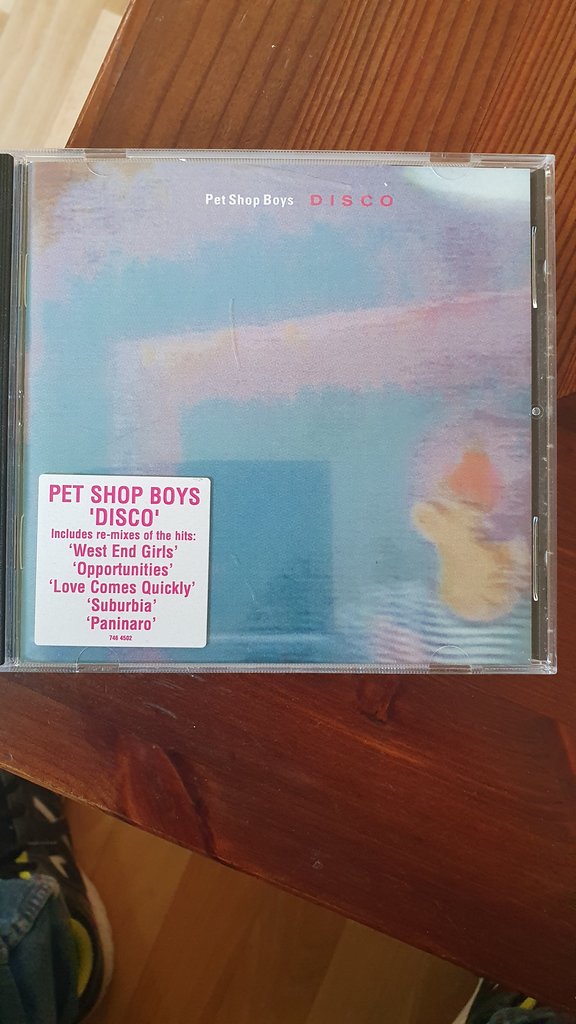 Pet Shop Boys DISCO
PET SHOP BOYS
'DISCO'
Includes re-mixes of the hits:
'West End Girls'
'Opportunities'
'Love Comes Quickly'
'Suburbia'
'Paninaro'
746 4502